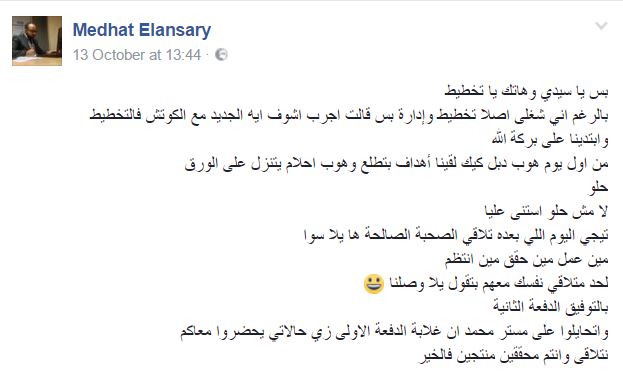 Medhat Elansary
13 October at 13:44 ·
بس يا سيدي وهاتك يا تخطيط
بالرغم اني شغلى اصلا تخطيط وإدارة بس قالت اجرب اشوف ايه الجديد مع الكوتش فالتخطيط
وابتدينا على بركة الله
من اول يوم هوب دبل كيك لقينا أهداف بتطلع وهوب احلام يتنزل على الورق
حلو
لا مش حلو استنى عليا
تيجي اليوم اللي بعده تلاقي الصحبة الصالحة ها يلا سوا
مين عمل مين حقق مين انتظم
لحد متلاقي نفسك معهم بتقول يلا وصلنا 😀
بالتوفيق الدفعة الثانية
واتحايلوا على مستر محمد ان غلابة الدفعة الاولى زي حالاتي يحضروا معاكم
نتلاقى وانتم محققين منتجين فالخير